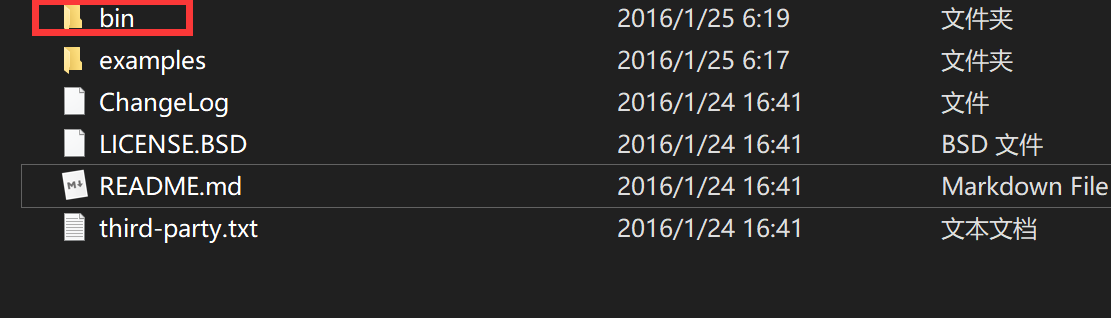 bin 2016/1/25 6:19 文件夹
examples 2016/1/25 6:17 文件夹
ChangeLog 2016/1/24 16:41 文件
LICENSE.BSD 2016/1/24 16:41 BSD 文件
README.md 2016/1/24 16:41 Markdown File
third-party.txt 2016/1/24 16:41 文本文档